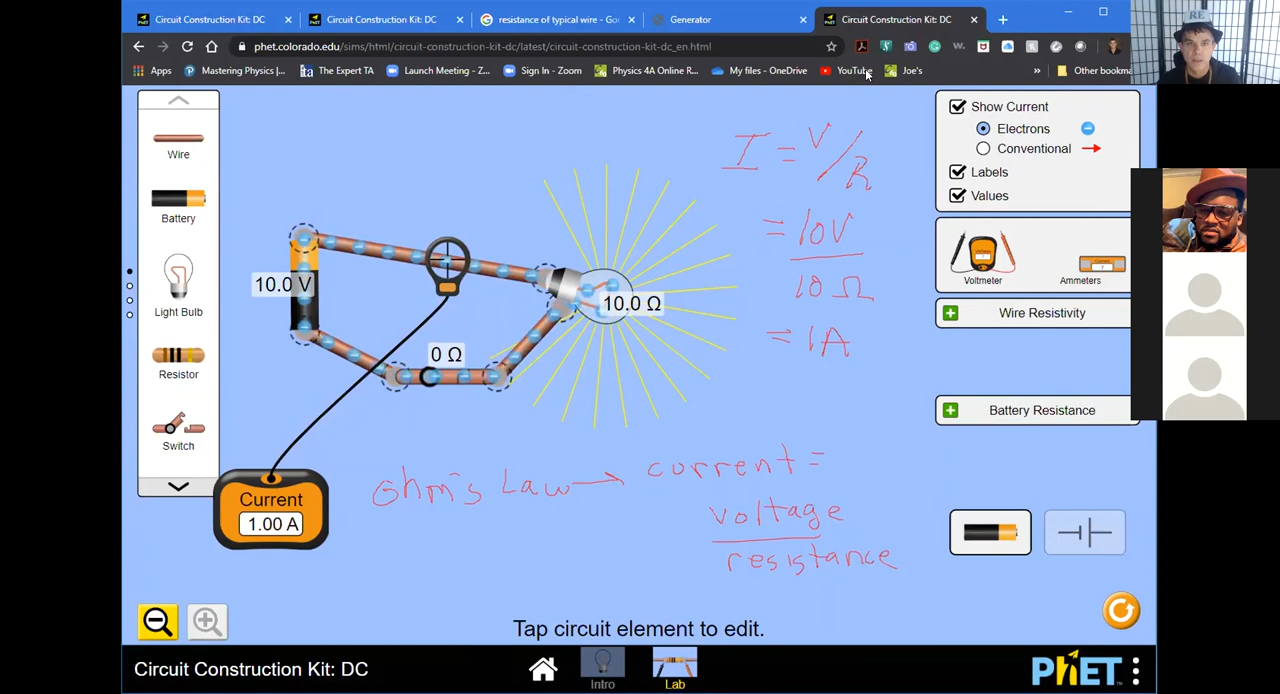 Circuit Construction Kit: DC
Circuit Construction Kit: DC
resistance of typical wire - Goo
Generator
Circuit Construction Kit: DC
phet.colorado.edu/sims/html/circuit-construction-kit-dc/latest/circuit-construction-kit-dc_en.html
Apps
Mastering Physics |...
The Expert TA
Launch Meeting - Z...
Sign In - Zoom
Physics 4A Online R...
My files - OneDrive
YouTube
Joe's
»
Other bookma
RE
Wire
Battery
Light Bulb
Resistor
Switch
10.0 V
0 Ω
10.0 Ω
Current
1.00 A
I = V/R
= 10V
10 Ω
= 1A
Ohm's Law → current =
voltage
resistance
Show Current
Electrons
Conventional
Labels
Values
Voltmeter
Ammeters
Wire Resistivity
Battery Resistance
Tap circuit element to edit.
Circuit Construction Kit: DC
Intro
Lab
PhET